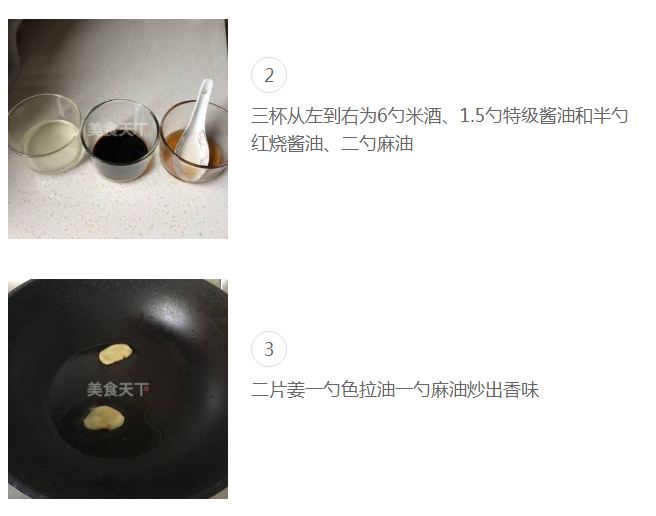 美食天下
2
三杯从左到右为6勺米酒、1.5勺特级酱油和半勺
红烧酱油、二勺麻油
美食天下
3
二片姜一勺色拉油一勺麻油炒出香味